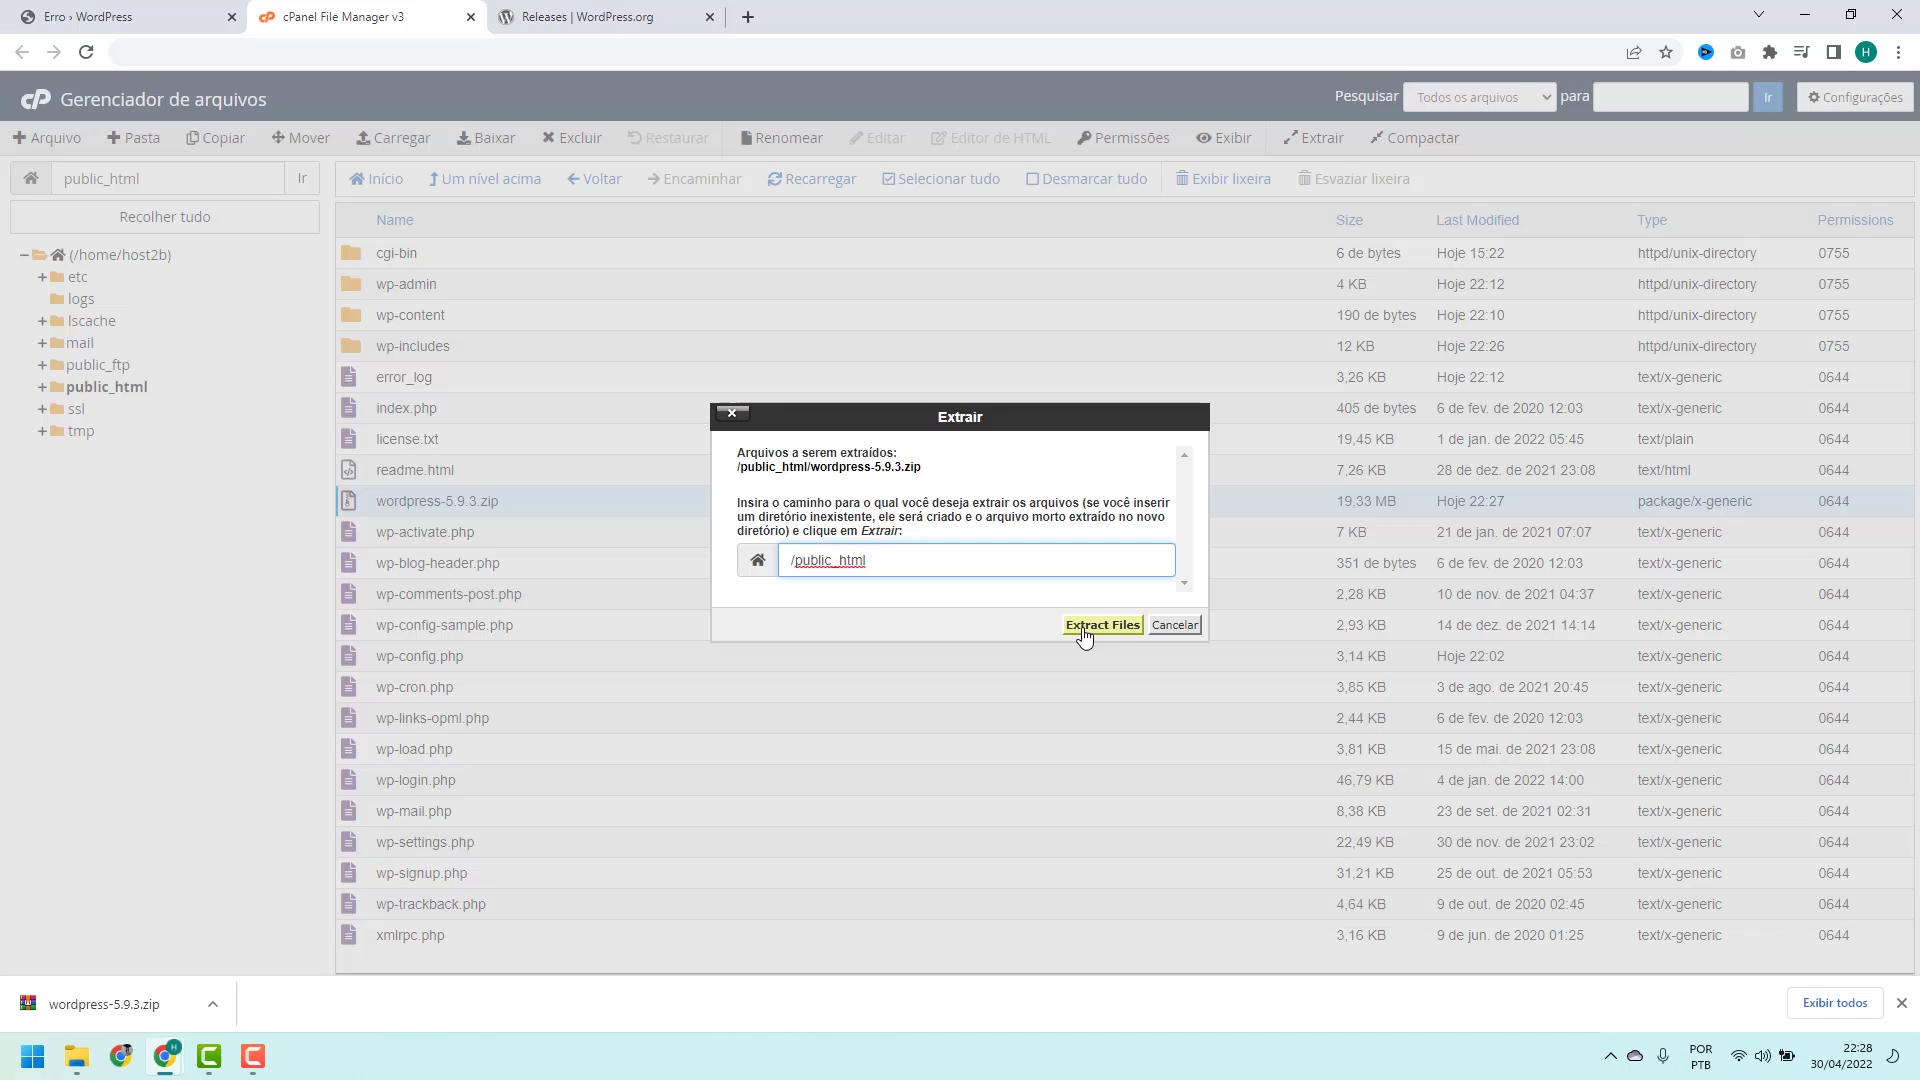 Erro › WordPress
cPanel File Manager v3
Releases | WordPress.org
H
cP Gerenciador de arquivos
Pesquisar Todos os arquivos para Ir Configurações
Arquivo Pasta Copiar Mover Carregar Baixar Excluir Restaurar Renomear Editar Editor de HTML Permissões Exibir Extrair Compactar
public_html Ir
Início Um nível acima Voltar Encaminhar Recarregar Selecionar tudo Desmarcar tudo Exibir lixeira Esvaziar lixeira
Recolher tudo
(/home/host2b)
etc
logs
lscache
mail
public_ftp
public_html
ssl
tmp
Name Size Last Modified Type Permissions
cgi-bin 6 de bytes Hoje 15:22 httpd/unix-directory 0755
wp-admin 4 KB Hoje 22:12 httpd/unix-directory 0755
wp-content 190 de bytes Hoje 22:10 httpd/unix-directory 0755
wp-includes 12 KB Hoje 22:26 httpd/unix-directory 0755
error_log 3,26 KB Hoje 22:12 text/x-generic 0644
index.php 405 de bytes 6 de fev. de 2020 12:03 text/x-generic 0644
license.txt 19,45 KB 1 de jan. de 2022 05:45 text/plain 0644
readme.html 7,26 KB 28 de dez. de 2021 23:08 text/html 0644
wordpress-5.9.3.zip 19,33 MB Hoje 22:27 package/x-generic 0644
wp-activate.php 7 KB 21 de jan. de 2021 07:07 text/x-generic 0644
wp-blog-header.php 351 de bytes 6 de fev. de 2020 12:03 text/x-generic 0644
wp-comments-post.php 2,28 KB 10 de nov. de 2021 04:37 text/x-generic 0644
wp-config-sample.php 2,93 KB 14 de dez. de 2021 14:14 text/x-generic 0644
wp-config.php 3,14 KB Hoje 22:02 text/x-generic 0644
wp-cron.php 3,85 KB 3 de ago. de 2021 20:45 text/x-generic 0644
wp-links-opml.php 2,44 KB 6 de fev. de 2020 12:03 text/x-generic 0644
wp-load.php 3,81 KB 15 de mai. de 2021 23:08 text/x-generic 0644
wp-login.php 46,79 KB 4 de jan. de 2022 14:00 text/x-generic 0644
wp-mail.php 8,38 KB 23 de set. de 2021 02:31 text/x-generic 0644
wp-settings.php 22,49 KB 30 de nov. de 2021 23:02 text/x-generic 0644
wp-signup.php 31,21 KB 25 de out. de 2021 05:53 text/x-generic 0644
wp-trackback.php 4,64 KB 9 de out. de 2020 02:45 text/x-generic 0644
xmlrpc.php 3,16 KB 9 de jun. de 2020 01:25 text/x-generic 0644
Extrair
Arquivos a serem extraídos:
/public_html/wordpress-5.9.3.zip
Insira o caminho para o qual você deseja extrair os arquivos (se você inserir
um diretório inexistente, ele será criado e o arquivo morto extraído no novo
diretório) e clique em Extrair:
/public_html
Extract Files Cancelar
wordpress-5.9.3.zip
Exibir todos
POR
PTB
22:28
30/04/2022